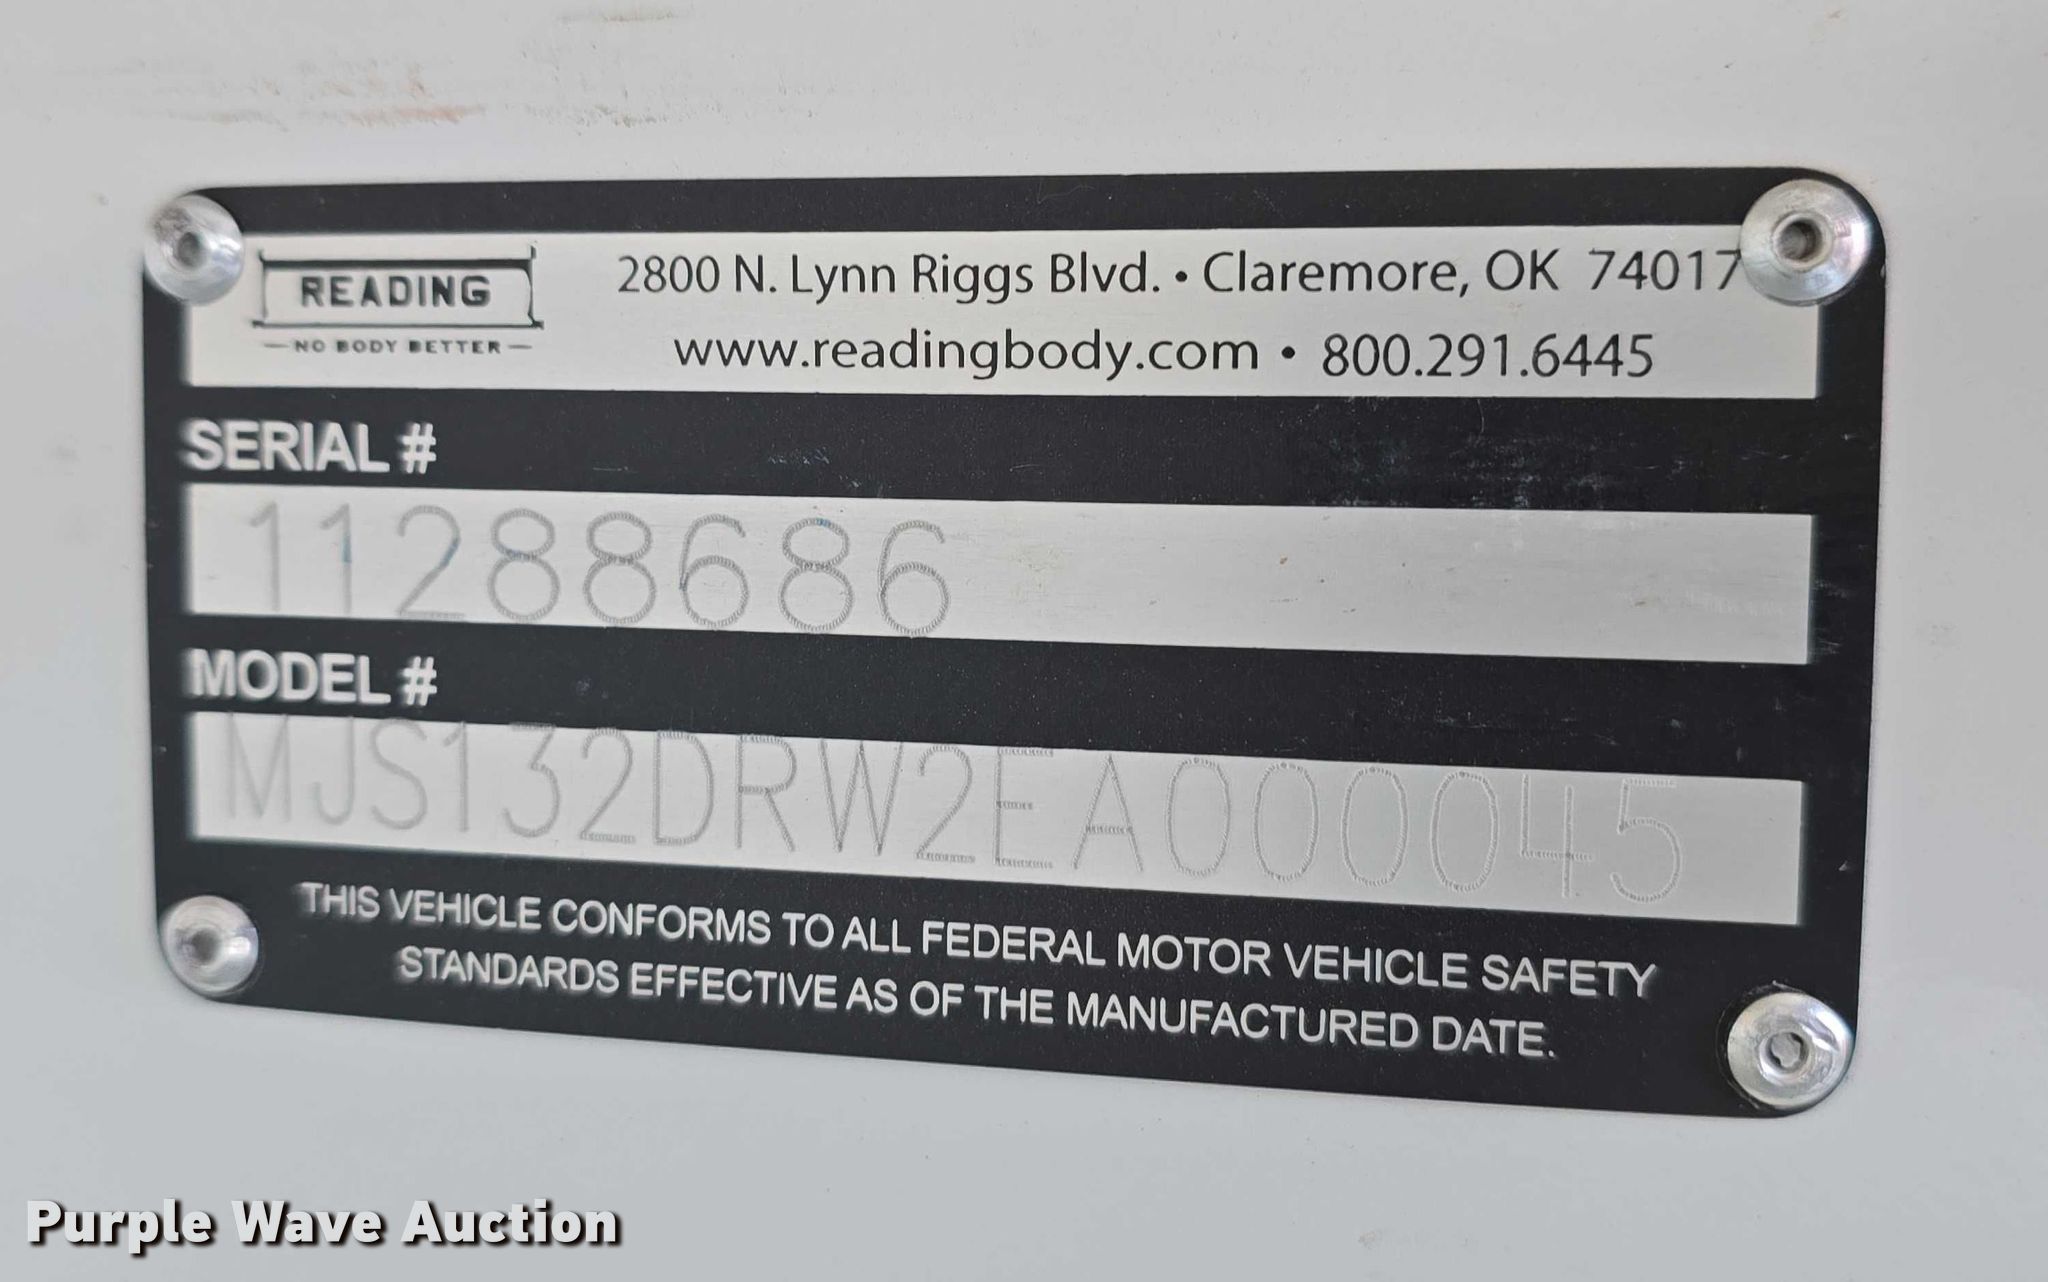 READING
NO BODY BETTER
2800 N. Lynn Riggs Blvd. • Claremore, OK 74017
www.readingbody.com • 800.291.6445
SERIAL #
11288686
MODEL #
MJS132DRW2EA000045
THIS VEHICLE CONFORMS TO ALL FEDERAL MOTOR VEHICLE SAFETY
STANDARDS EFFECTIVE AS OF THE MANUFACTURED DATE.
Purple Wave Auction